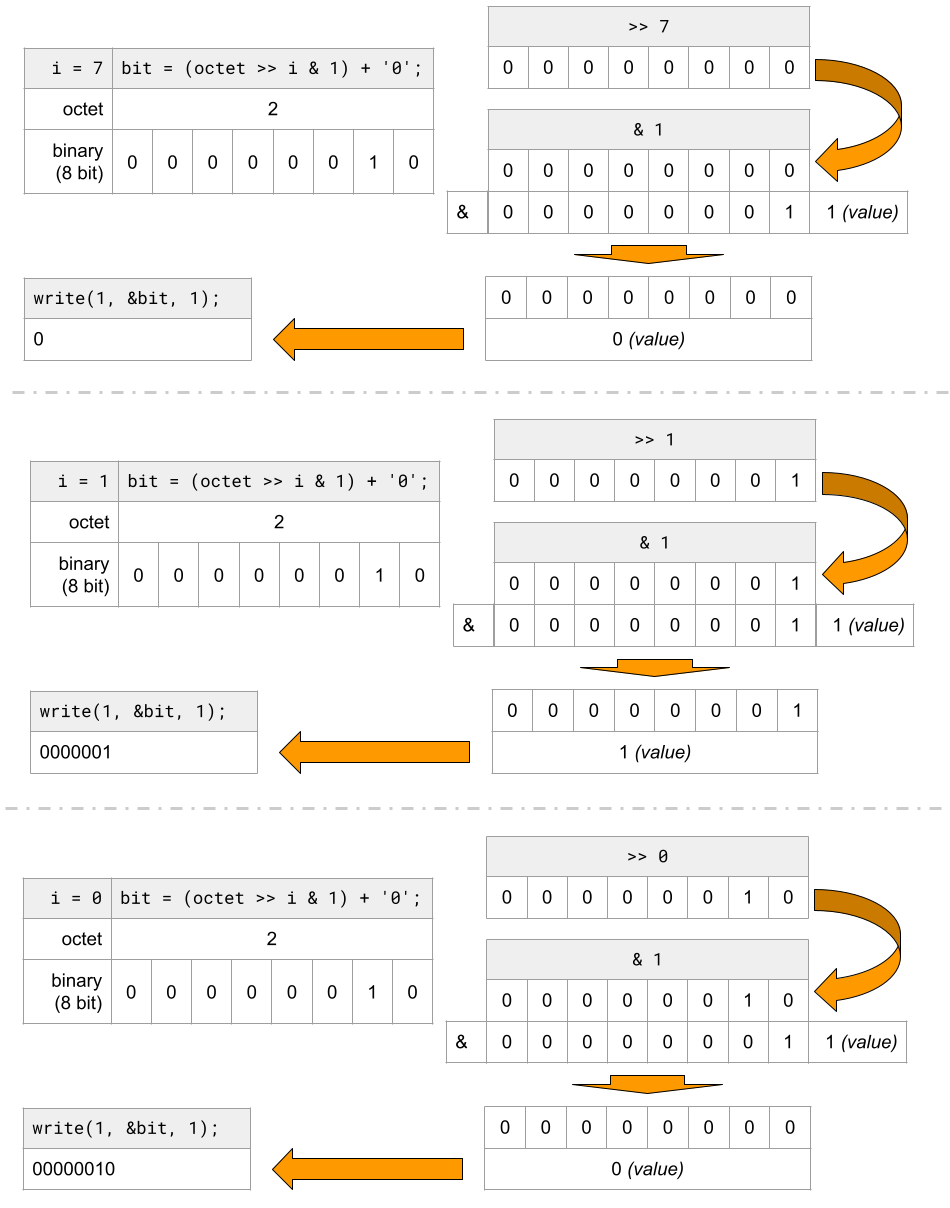 >> 7
i = 7 bit = (octet >> i & 1) + '0';
0 0 0 0 0 0 0 0
octet 2
& 1
binary (8 bit) 0 0 0 0 0 0 1 0
0 0 0 0 0 0 0 0
& 0 0 0 0 0 0 0 1 1 (value)
write(1, &bit, 1);
0 0 0 0 0 0 0 0
0
0 (value)
>> 1
i = 1 bit = (octet >> i & 1) + '0';
0 0 0 0 0 0 0 1
octet 2
& 1
binary (8 bit) 0 0 0 0 0 0 1 0
0 0 0 0 0 0 0 1
& 0 0 0 0 0 0 0 1 1 (value)
write(1, &bit, 1);
0 0 0 0 0 0 0 1
0000001
1 (value)
>> 0
i = 0 bit = (octet >> i & 1) + '0';
0 0 0 0 0 0 1 0
octet 2
& 1
binary (8 bit) 0 0 0 0 0 0 1 0
0 0 0 0 0 0 1 0
& 0 0 0 0 0 0 0 1 1 (value)
write(1, &bit, 1);
0 0 0 0 0 0 0 0
00000010
0 (value)